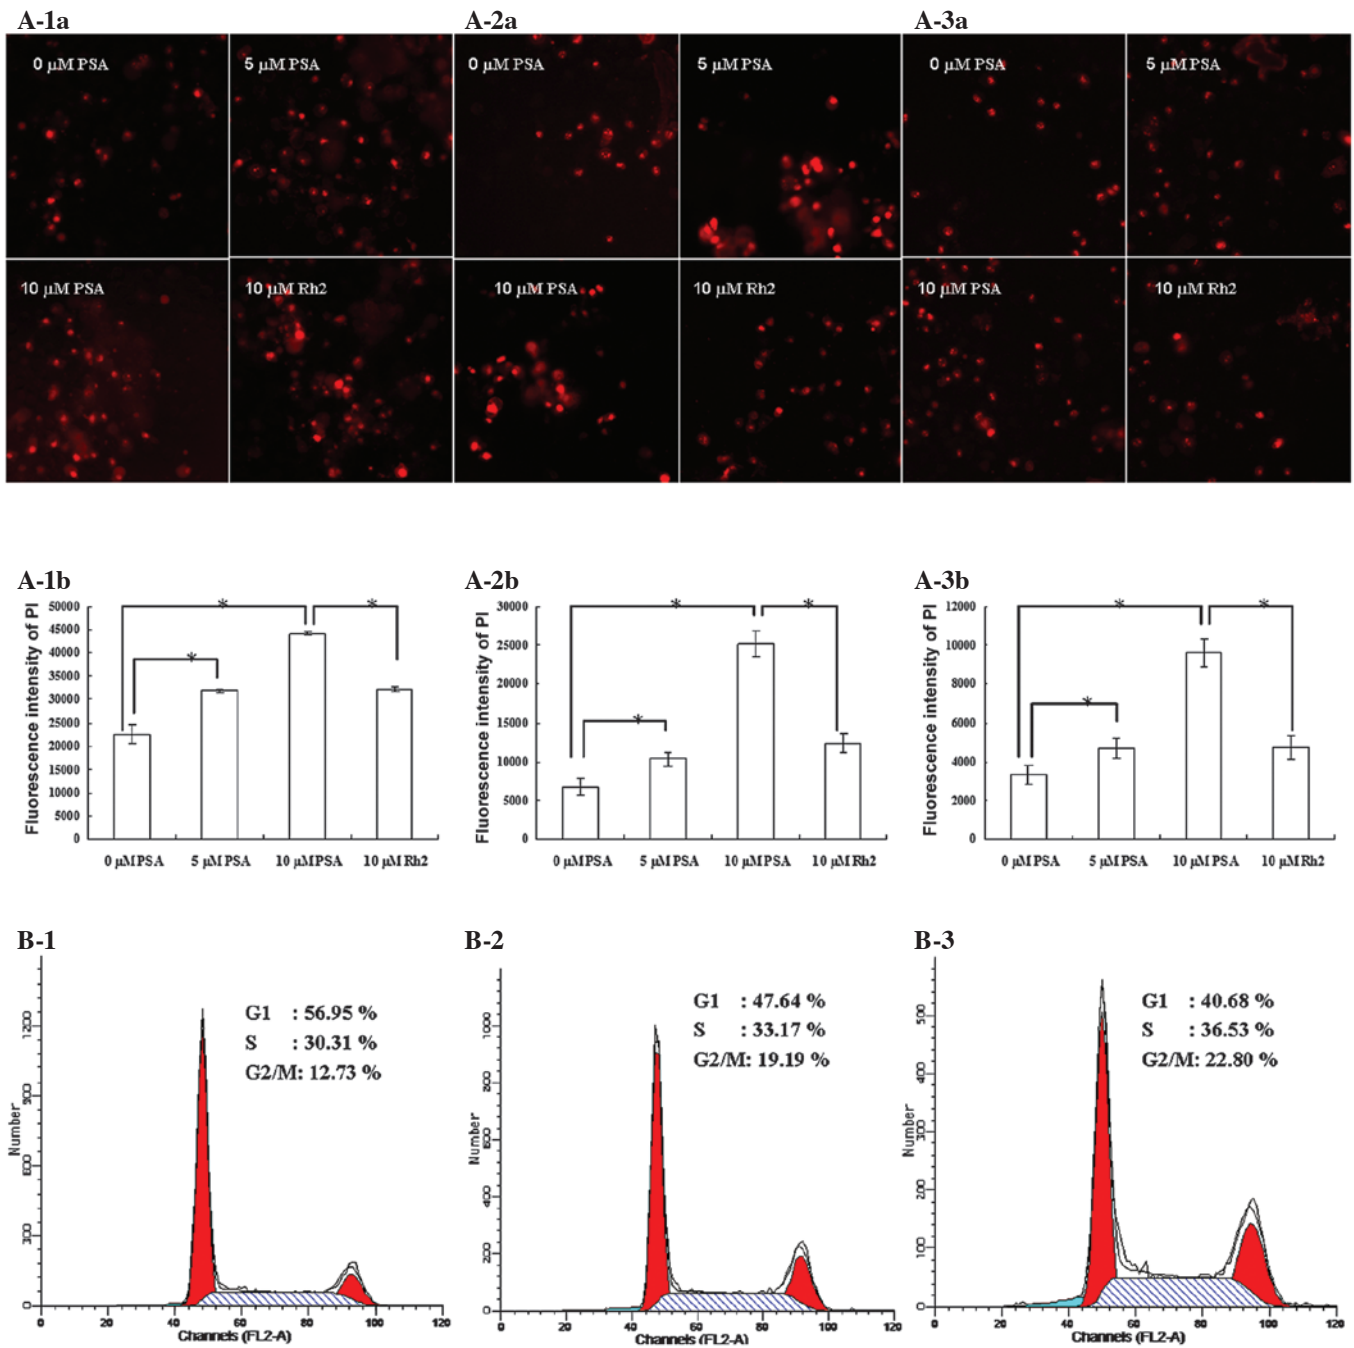 A-1a A-2a A-3a
0 µM PSA 5 µM PSA 0 µM PSA 5 µM PSA 0 µM PSA 5 µM PSA
10 µM PSA 10 µM Rh2 10 µM PSA 10 µM Rh2 10 µM PSA 10 µM Rh2
A-1b
Fluorescence intensity of PI
50000
45000
40000
35000
30000
25000
20000
15000
10000
5000
0
* * *
0 µM PSA 5 µM PSA 10 µM PSA 10 µM Rh2
A-2b
Fluorescence intensity of PI
30000
25000
20000
15000
10000
5000
0
* * *
0 µM PSA 5 µM PSA 10 µM PSA 10 µM Rh2
A-3b
Fluorescence intensity of PI
12000
10000
8000
6000
4000
2000
0
* * *
0 µM PSA 5 µM PSA 10 µM PSA 10 µM Rh2
B-1
G1 : 56.95 %
S : 30.31 %
G2/M: 12.73 %
Number
1200
900
600
300
0
0 20 40 60 80 100 120
Channels (FL2-A)
B-2
G1 : 47.64 %
S : 33.17 %
G2/M: 19.19 %
Number
1000
800
600
400
200
0
0 20 40 60 80 100 120
Channels (FL2-A)
B-3
G1 : 40.68 %
S : 36.53 %
G2/M: 22.80 %
Number
500
400
300
200
100
0
0 20 40 60 80 100 120
Channels (FL2-A)